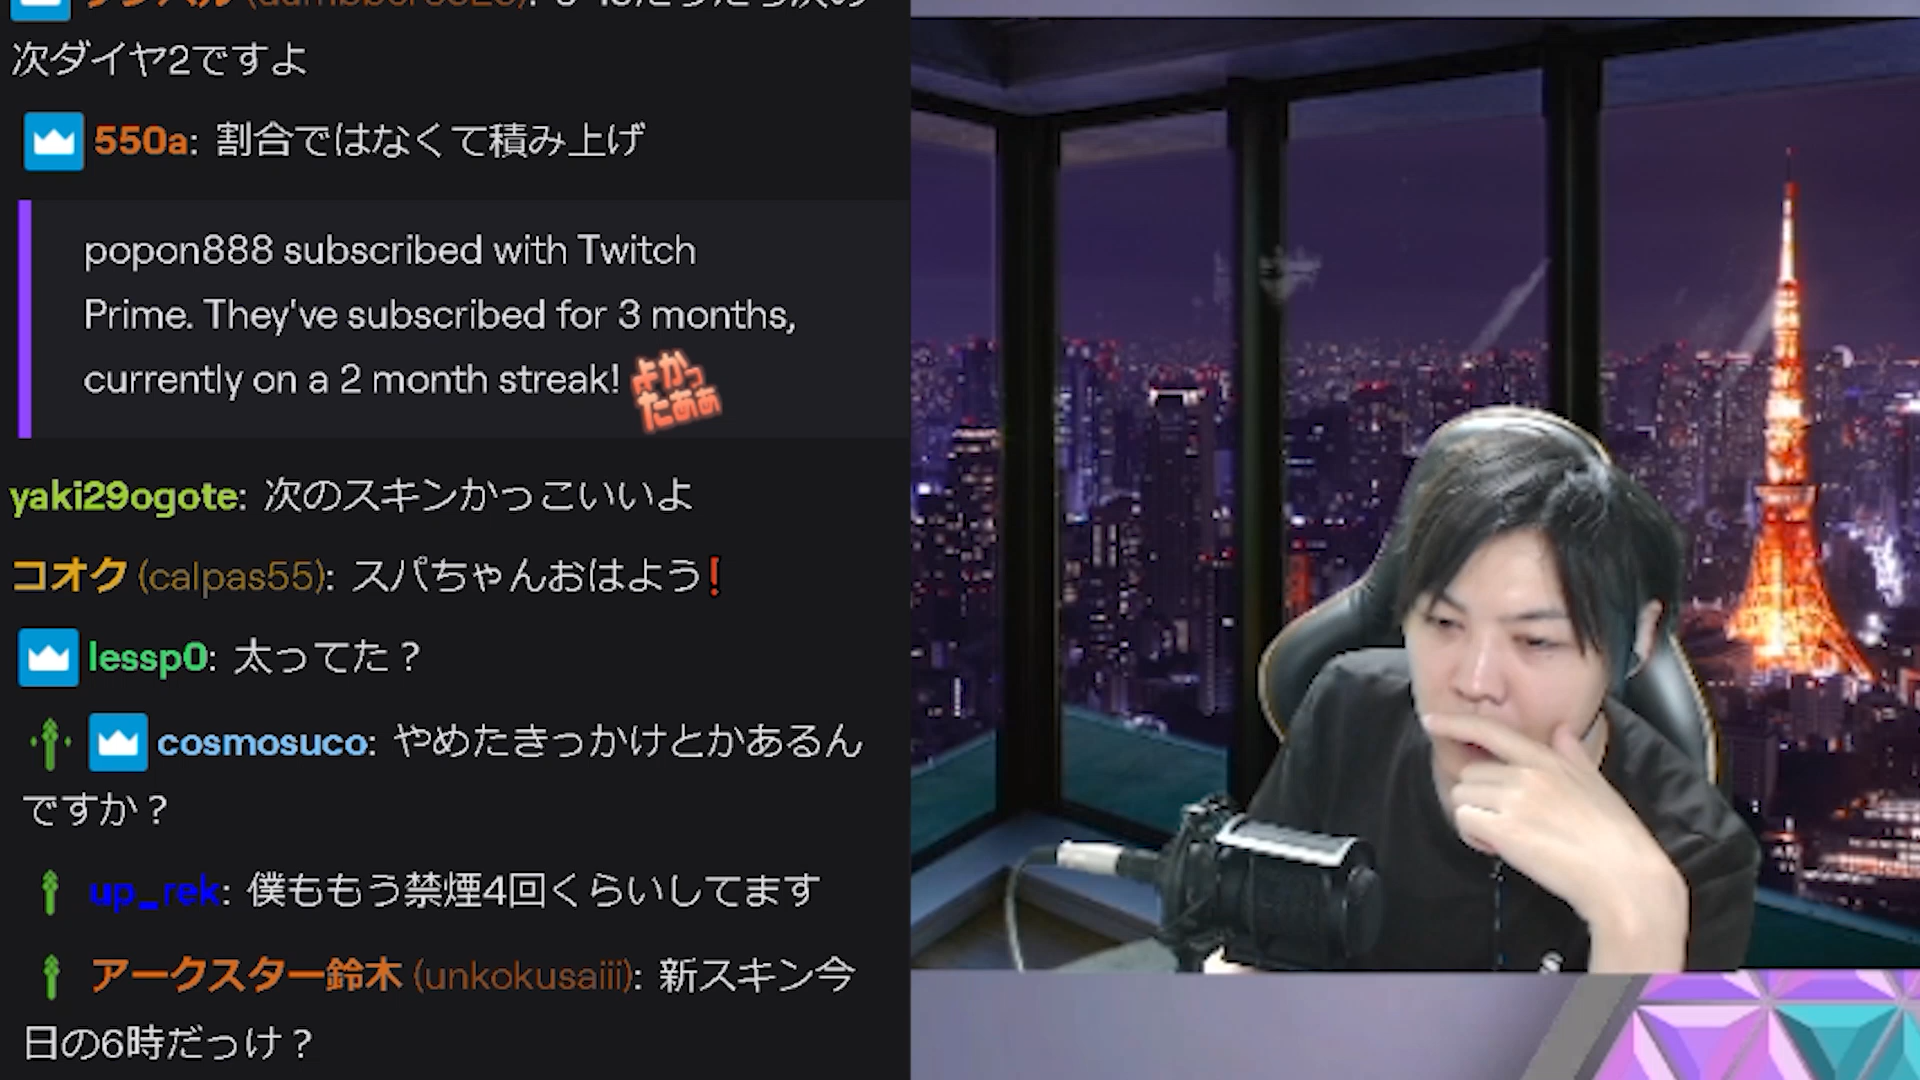 次ダイヤ2ですよ
550a: 割合ではなくて積み上げ
popon888 subscribed with Twitch
Prime. They've subscribed for 3 months,
currently on a 2 month streak! よかったぁぁ
yaki29ogote: 次のスキンかっこいいよ
コオク (calpas55): スパちゃんおはよう❗
lessp0: 太ってた？
cosmosuco: やめたきっかけとかあるん
ですか？
up_rek: 僕ももう禁煙4回くらいしてます
アークスター鈴木 (unkokusaiii): 新スキン今
日の6時だっけ？